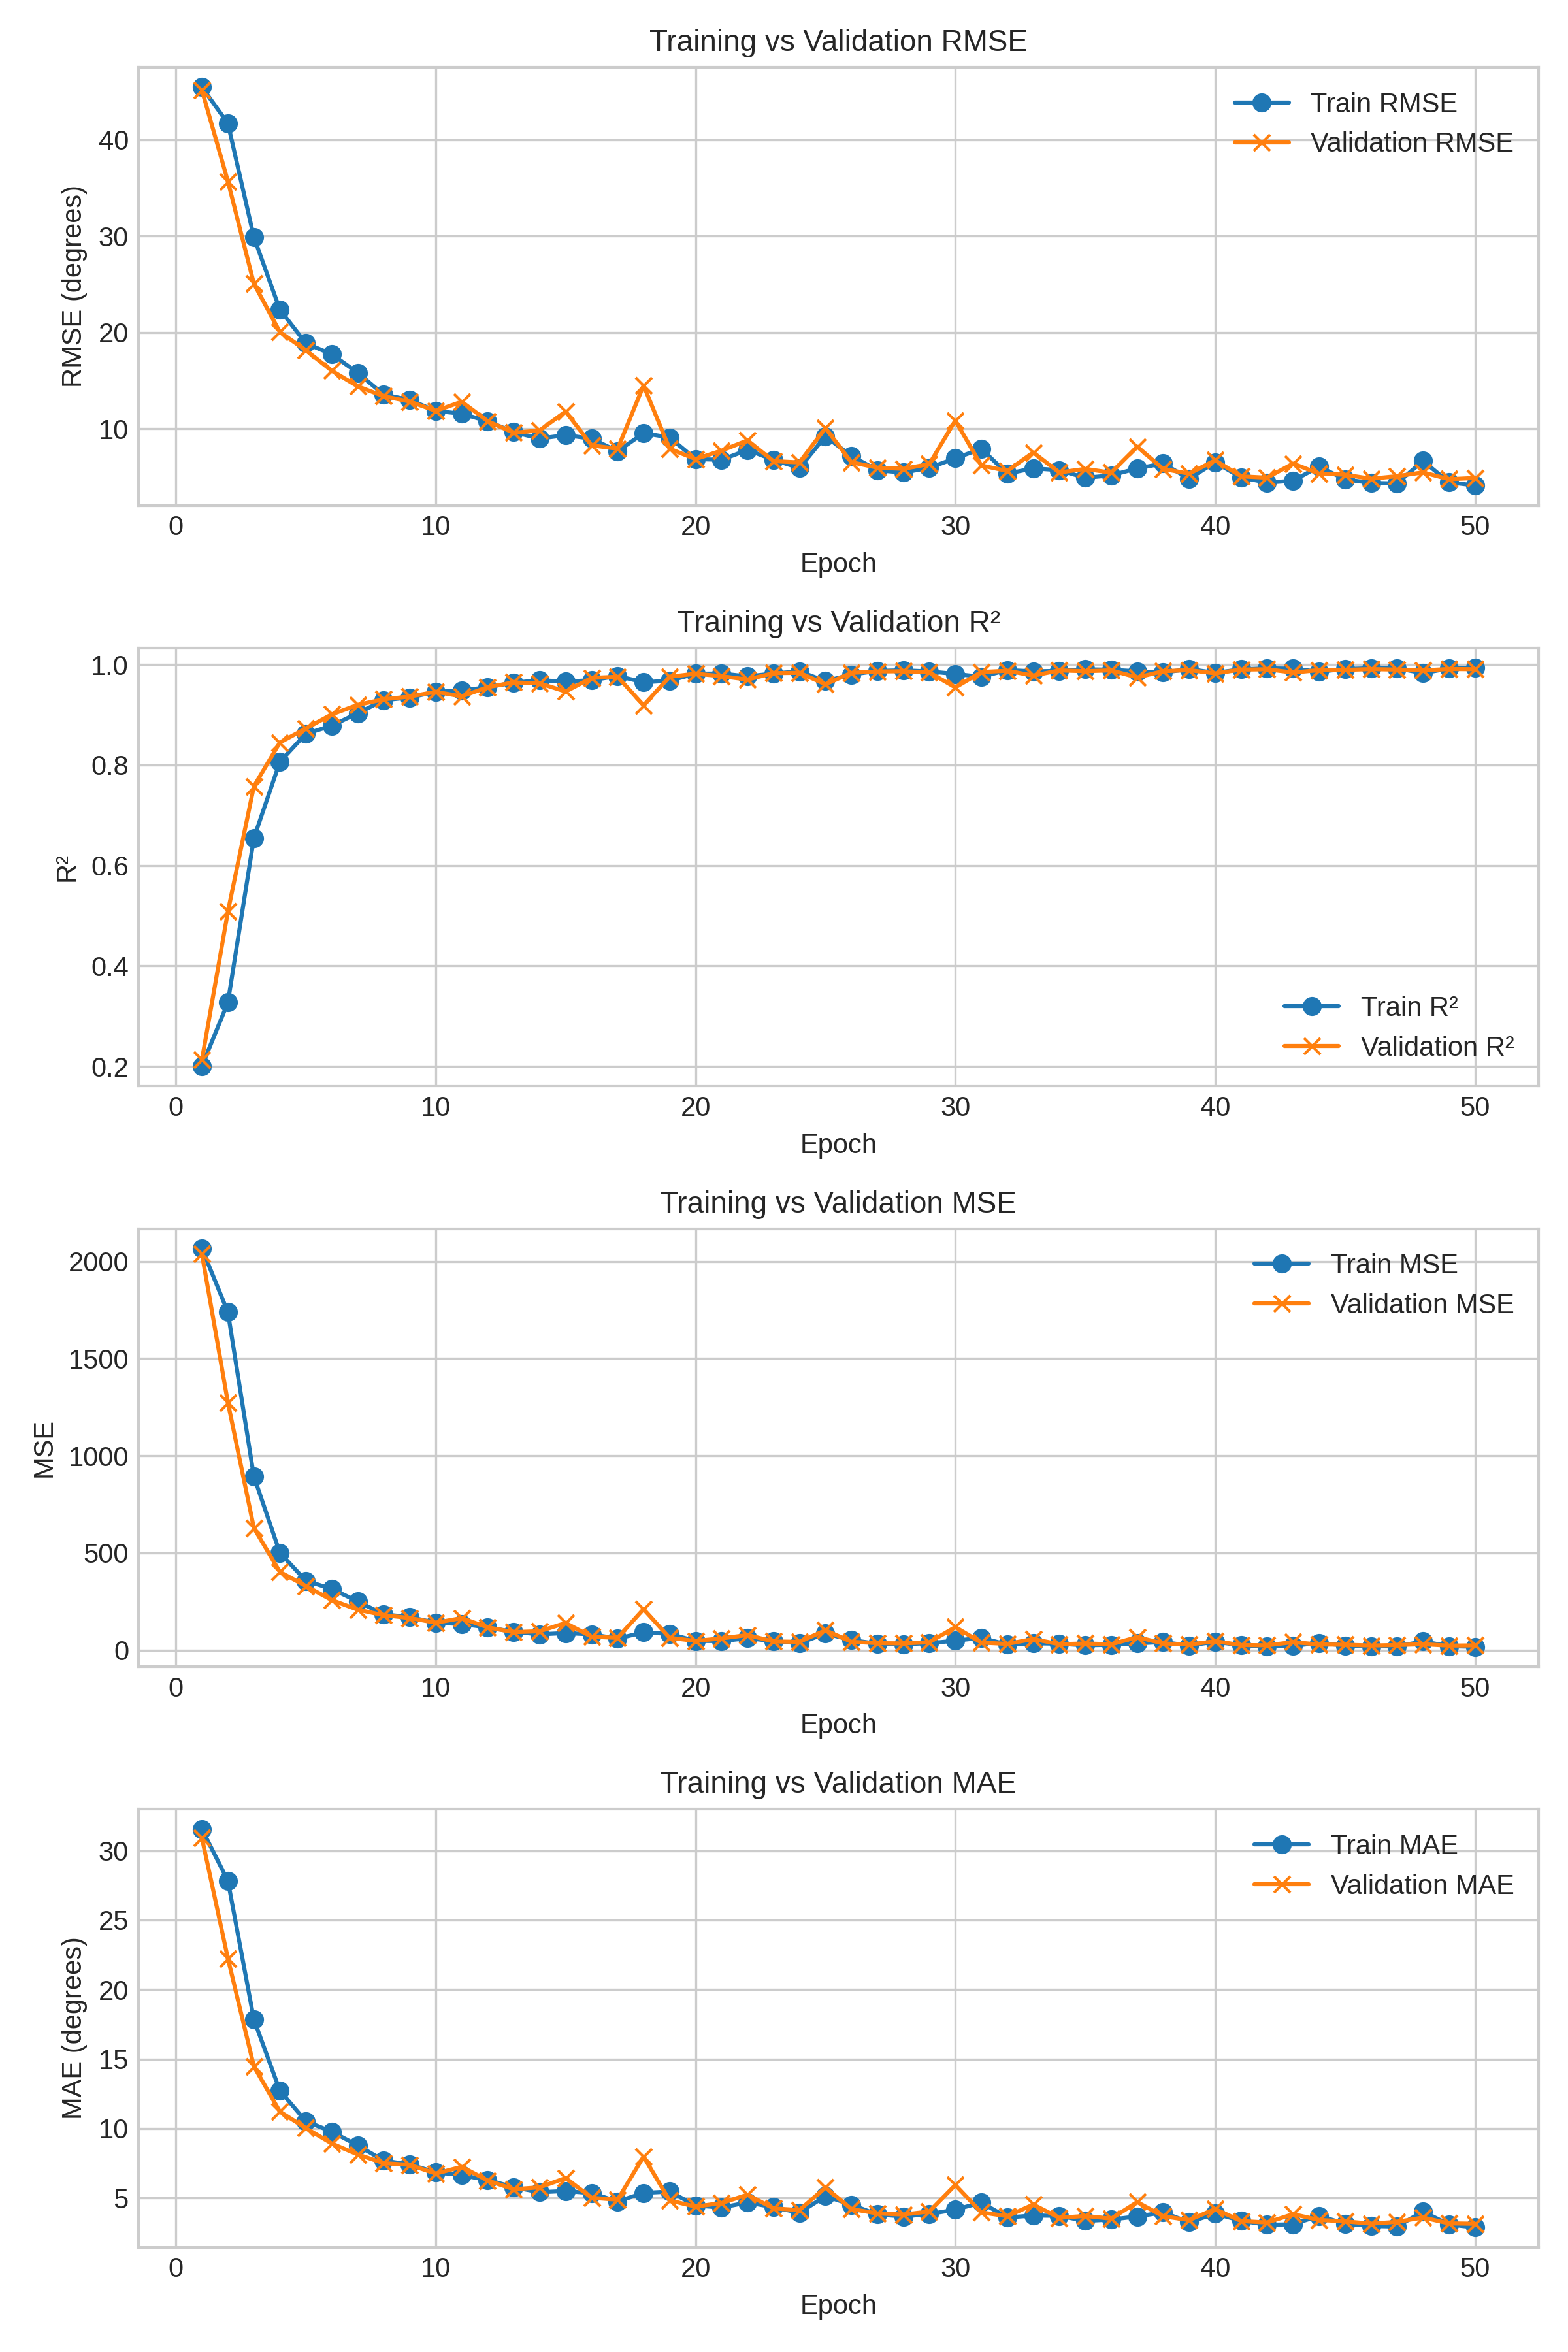 Training vs Validation RMSE
Train RMSE
Validation RMSE
RMSE (degrees)
40
30
20
10
0 10 20 30 40 50
Epoch
Training vs Validation R²
R²
1.0
0.8
0.6
0.4
0.2
Train R²
Validation R²
0 10 20 30 40 50
Epoch
Training vs Validation MSE
Train MSE
Validation MSE
MSE
2000
1500
1000
500
0
0 10 20 30 40 50
Epoch
Training vs Validation MAE
Train MAE
Validation MAE
MAE (degrees)
30
25
20
15
10
5
0 10 20 30 40 50
Epoch